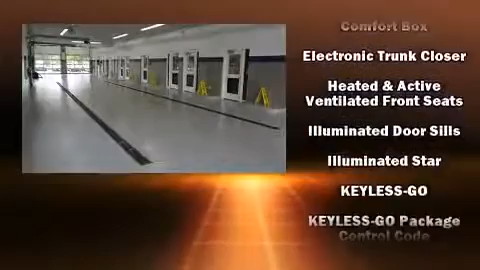 Comfort Box
Electronic Trunk Closer
Heated & Active
Ventilated Front Seats
Illuminated Door Sills
Illuminated Star
KEYLESS-GO
KEYLESS-GO Package
Control Code